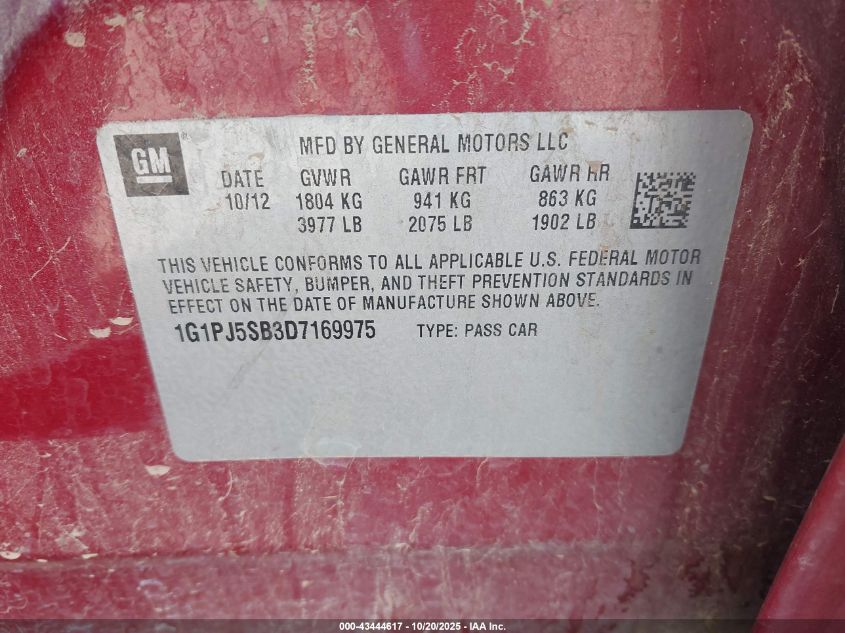 GM
MFD BY GENERAL MOTORS LLC
DATE GVWR GAWR FRT GAWR RR
10/12 1804 KG 941 KG 863 KG
3977 LB 2075 LB 1902 LB
THIS VEHICLE CONFORMS TO ALL APPLICABLE U.S. FEDERAL MOTOR
VEHICLE SAFETY, BUMPER, AND THEFT PREVENTION STANDARDS IN
EFFECT ON THE DATE OF MANUFACTURE SHOWN ABOVE.
1G1PJ5SB3D7169975 TYPE: PASS CAR
000-43444617 - 10/20/2025 - IAA Inc.